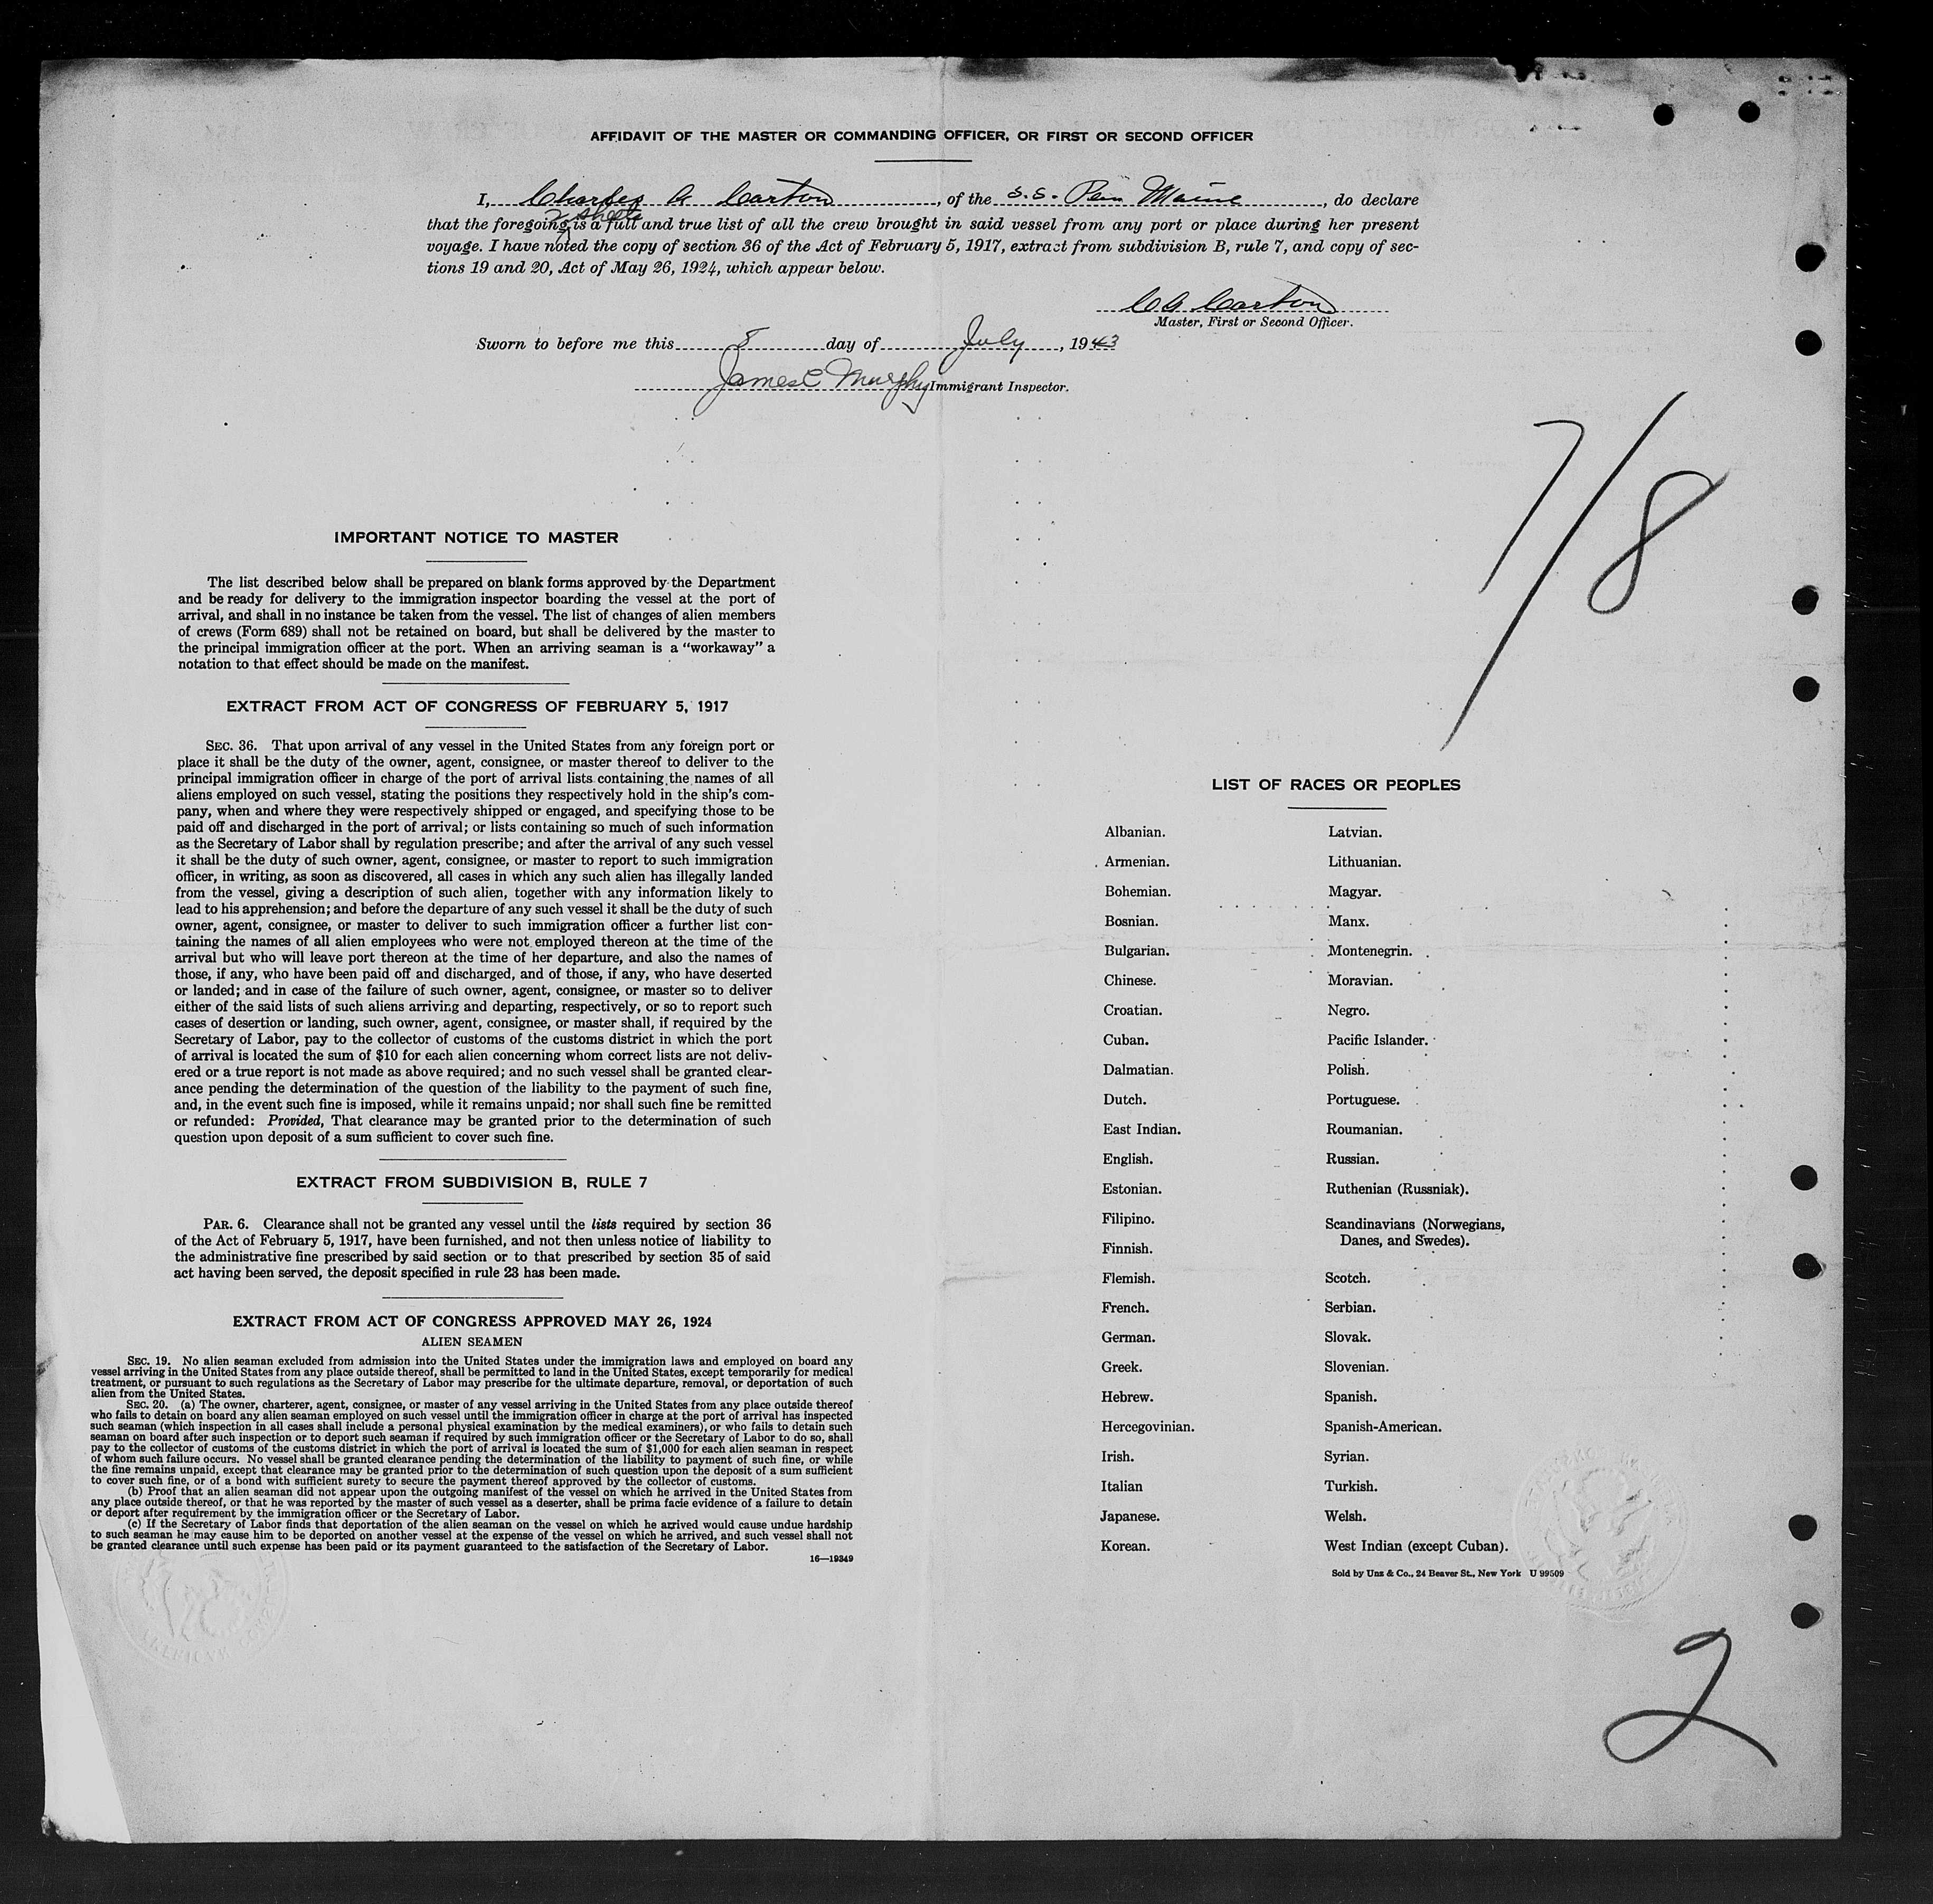 AFFIDAVIT OF THE MASTER OR COMMANDING OFFICER, OR FIRST OR SECOND OFFICER
I, Charles A Carton, of the S.S. Pen Maine, do declare
2 sheets
that the foregoing is a full and true list of all the crew brought in said vessel from any port or place during her present
voyage. I have noted the copy of section 36 of the Act of February 5, 1917, extract from subdivision B, rule 7, and copy of sec-
tions 19 and 20, Act of May 26, 1924, which appear below.
C A Carton
Master, First or Second Officer.
Sworn to before me this 8 day of July, 1943
James C Murphy Immigrant Inspector.
7/8
IMPORTANT NOTICE TO MASTER
The list described below shall be prepared on blank forms approved by the Department
and be ready for delivery to the immigration inspector boarding the vessel at the port of
arrival, and shall in no instance be taken from the vessel. The list of changes of alien members
of crews (Form 689) shall not be retained on board, but shall be delivered by the master to
the principal immigration officer at the port. When an arriving seaman is a "workaway" a
notation to that effect should be made on the manifest.
EXTRACT FROM ACT OF CONGRESS OF FEBRUARY 5, 1917
SEC. 36. That upon arrival of any vessel in the United States from any foreign port or
place it shall be the duty of the owner, agent, consignee, or master thereof to deliver to the
principal immigration officer in charge of the port of arrival lists containing the names of all
aliens employed on such vessel, stating the positions they respectively hold in the ship's com-
pany, when and where they were respectively shipped or engaged, and specifying those to be
paid off and discharged in the port of arrival; or lists containing so much of such information
as the Secretary of Labor shall by regulation prescribe; and after the arrival of any such vessel
it shall be the duty of such owner, agent, consignee, or master to report to such immigration
officer, in writing, as soon as discovered, all cases in which any such alien has illegally landed
from the vessel, giving a description of such alien, together with any information likely to
lead to his apprehension; and before the departure of any such vessel it shall be the duty of such
owner, agent, consignee, or master to deliver to such immigration officer a further list con-
taining the names of all alien employees who were not employed thereon at the time of the
arrival but who will leave port thereon at the time of her departure, and also the names of
those, if any, who have been paid off and discharged, and of those, if any, who have deserted
or landed; and in case of the failure of such owner, agent, consignee, or master so to deliver
either of the said lists of such aliens arriving and departing, respectively, or so to report such
cases of desertion or landing, such owner, agent, consignee, or master shall, if required by the
Secretary of Labor, pay to the collector of customs of the customs district in which the port
of arrival is located the sum of $10 for each alien concerning whom correct lists are not deliv-
ered or a true report is not made as above required; and no such vessel shall be granted clear-
ance pending the determination of the question of the liability to the payment of such fine,
and, in the event such fine is imposed, while it remains unpaid; nor shall such fine be remitted
or refunded: Provided, That clearance may be granted prior to the determination of such
question upon deposit of a sum sufficient to cover such fine.
EXTRACT FROM SUBDIVISION B, RULE 7
PAR. 6. Clearance shall not be granted any vessel until the lists required by section 36
of the Act of February 5, 1917, have been furnished, and not then unless notice of liability to
the administrative fine prescribed by said section or to that prescribed by section 35 of said
act having been served, the deposit specified in rule 23 has been made.
EXTRACT FROM ACT OF CONGRESS APPROVED MAY 26, 1924
ALIEN SEAMEN
SEC. 19. No alien seaman excluded from admission into the United States under the immigration laws and employed on board any
vessel arriving in the United States from any place outside thereof, shall be permitted to land in the United States, except temporarily for medical
treatment, or pursuant to such regulations as the Secretary of Labor may prescribe for the ultimate departure, removal, or deportation of such
alien from the United States.
SEC. 20. (a) The owner, charterer, agent, consignee, or master of any vessel arriving in the United States from any place outside thereof
who fails to detain on board any alien seaman employed on such vessel until the immigration officer in charge at the port of arrival has inspected
such seaman (which inspection in all cases shall include a personal physical examination by the medical examiners), or who fails to detain such
seaman on board after such inspection or to deport such seaman if required by such immigration officer or the Secretary of Labor to do so, shall
pay to the collector of customs of the customs district in which the port of arrival is located the sum of $1,000 for each alien seaman in respect
of whom such failure occurs. No vessel shall be granted clearance pending the determination of the liability to payment of such fine, or while
the fine remains unpaid, except that clearance may be granted prior to the determination of such question upon the deposit of a sum sufficient
to cover such fine, or of a bond with sufficient surety to secure the payment thereof approved by the collector of customs.
(b) Proof that an alien seaman did not appear upon the outgoing manifest of the vessel on which he arrived in the United States from
any place outside thereof, or that he was reported by the master of such vessel as a deserter, shall be prima facie evidence of a failure to detain
or deport after requirement by the immigration officer or the Secretary of Labor.
(c) If the Secretary of Labor finds that deportation of the alien seaman on the vessel on which he arrived would cause undue hardship
to such seaman he may cause him to be deported on another vessel at the expense of the vessel on which he arrived, and such vessel shall not
be granted clearance until such expense has been paid or its payment guaranteed to the satisfaction of the Secretary of Labor.
16—19349
LIST OF RACES OR PEOPLES
Albanian.
Armenian.
Bohemian.
Bosnian.
Bulgarian.
Chinese.
Croatian.
Cuban.
Dalmatian.
Dutch.
East Indian.
English.
Estonian.
Filipino.
Finnish.
Flemish.
French.
German.
Greek.
Hebrew.
Hercegovinian.
Irish.
Italian
Japanese.
Korean.
Latvian.
Lithuanian.
Magyar.
Manx.
Montenegrin.
Moravian.
Negro.
Pacific Islander.
Polish.
Portuguese.
Roumanian.
Russian.
Ruthenian (Russniak).
Scandinavians (Norwegians,
Danes, and Swedes).
Scotch.
Serbian.
Slovak.
Slovenian.
Spanish.
Spanish-American.
Syrian.
Turkish.
Welsh.
West Indian (except Cuban).
Sold by Unz & Co., 24 Beaver St., New York U 99509
2